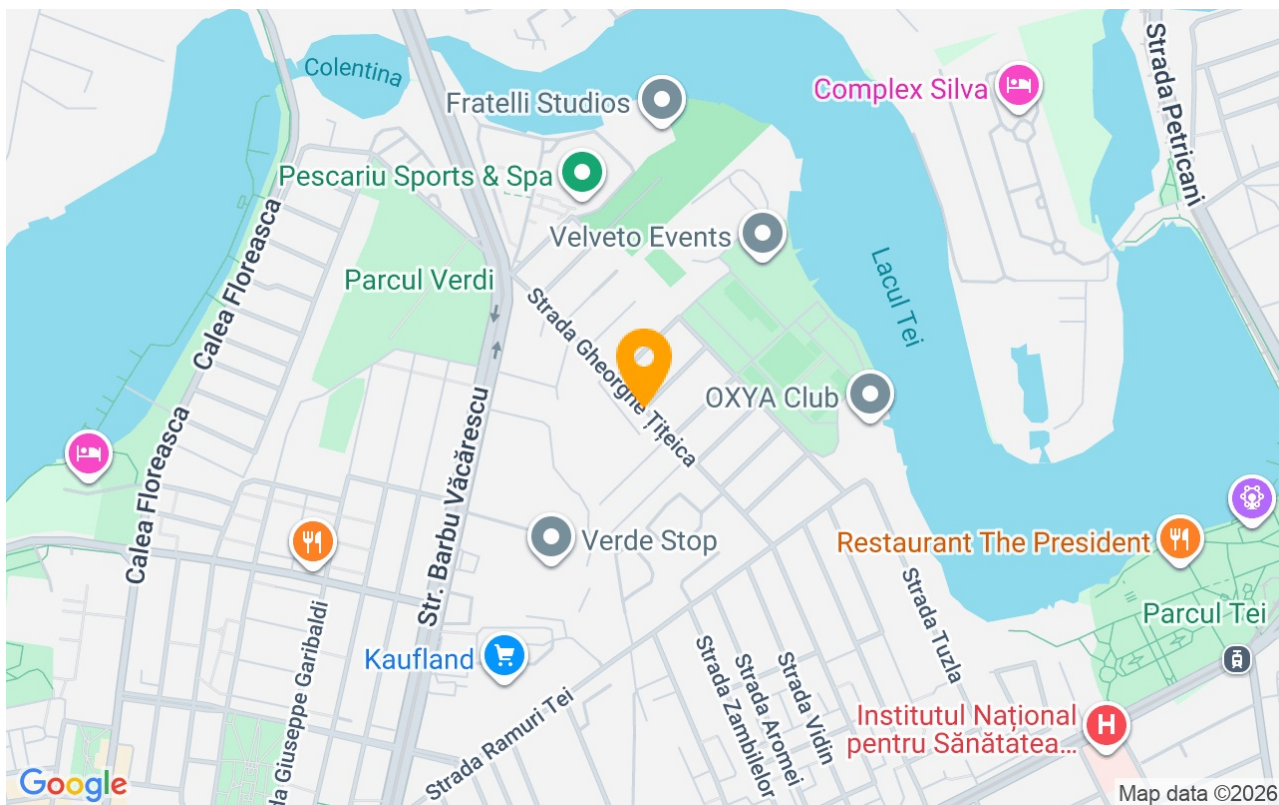 Colentina
Fratelli Studios
Complex Silva
Strada Petricani
Pescariu Sports & Spa
Velveto Events
Calea Floreasca
Parcul Verdi
Lacul Tei
Strada Gheorghe Țițeica
OXYA Club
Calea Floreasca
Str. Barbu Văcărescu
Verde Stop
Restaurant The President
Strada Tuzla
Parcul Tei
Kaufland
da Giuseppe Garibaldi
Strada Ramuri Tei
Strada Zambilelor
Strada Aromei
Strada Vidin
Institutul Național
pentru Sănătatea...
H
Google
Map data ©2026